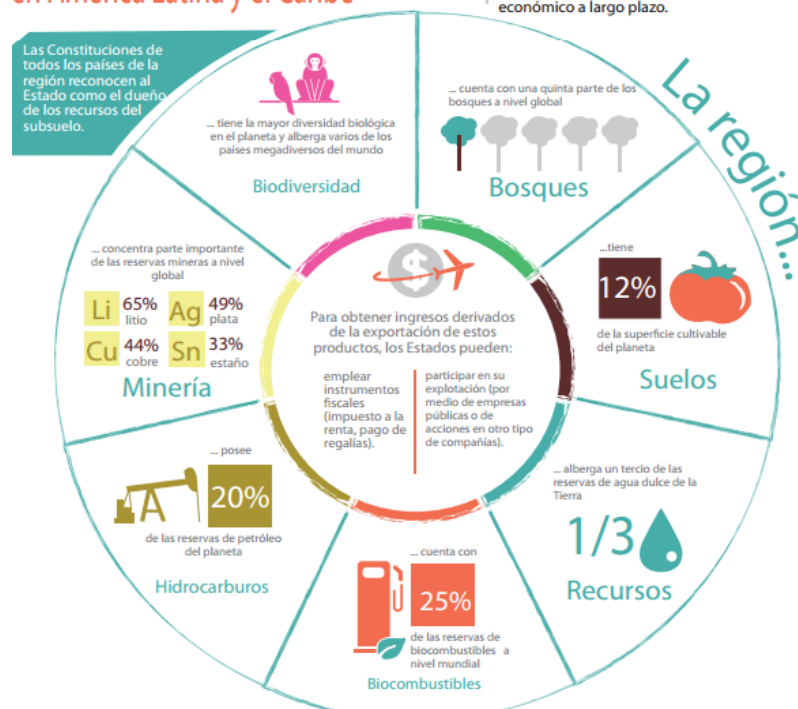 en América Latina y el Caribe
económico a largo plazo.
Las Constituciones de
todos los países de la
región reconocen al
Estado como el dueño
de los recursos del
subsuelo.
La región...
... tiene la mayor diversidad biológica
en el planeta y alberga varios de los
países megadiversos del mundo
Biodiversidad
... cuenta con una quinta parte de los
bosques a nivel global
Bosques
...tiene
12%
de la superficie cultivable
del planeta
Suelos
... alberga un tercio de las
reservas de agua dulce de la
Tierra
1/3
Recursos
... cuenta con
25%
de las reservas de
biocombustibles a
nivel mundial
Biocombustibles
... posee
20%
de las reservas de petróleo
del planeta
Hidrocarburos
... concentra parte importante
de las reservas mineras a nivel
global
Li 65% litio
Ag 49% plata
Cu 44% cobre
Sn 33% estaño
Minería
$
Para obtener ingresos derivados
de la exportación de estos
productos, los Estados pueden:
emplear
instrumentos
fiscales
(impuesto a la
renta, pago de
regalías).
participar en su
explotación (por
medio de empresas
públicas o de
acciones en otro tipo
de compañías).